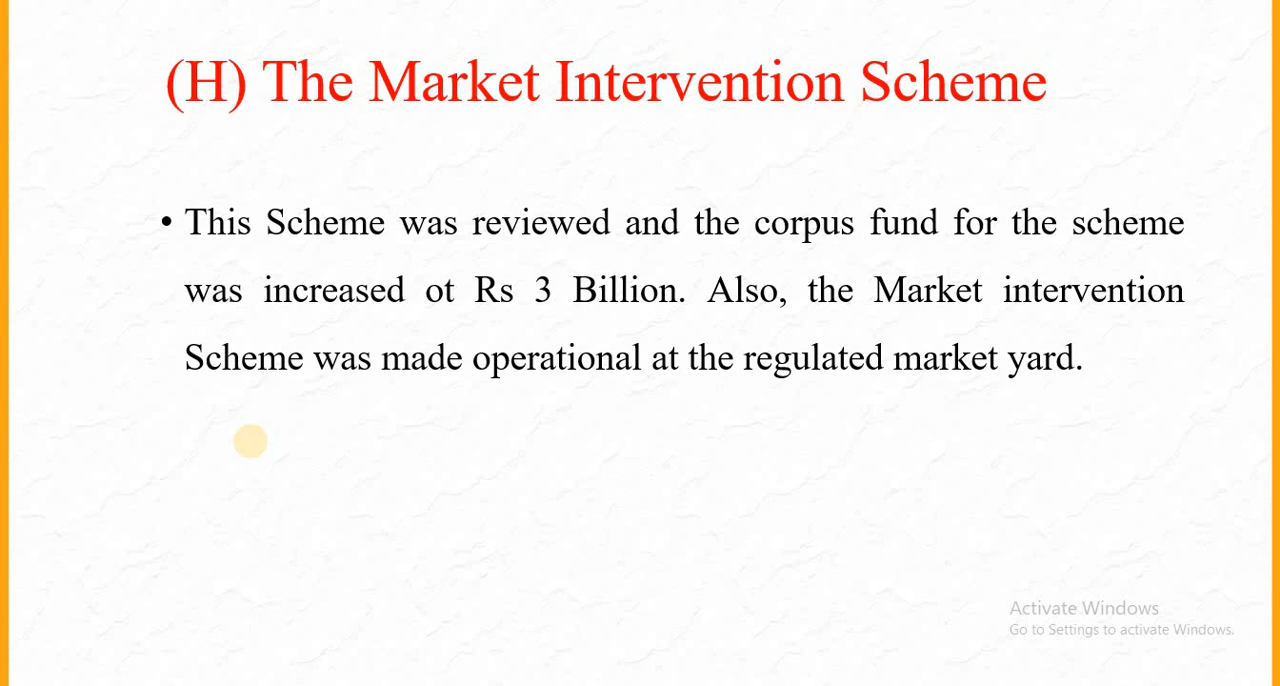 (H) The Market Intervention Scheme
• This Scheme was reviewed and the corpus fund for the scheme
was increased ot Rs 3 Billion. Also, the Market intervention
Scheme was made operational at the regulated market yard.
Activate Windows
Go to Settings to activate Windows.